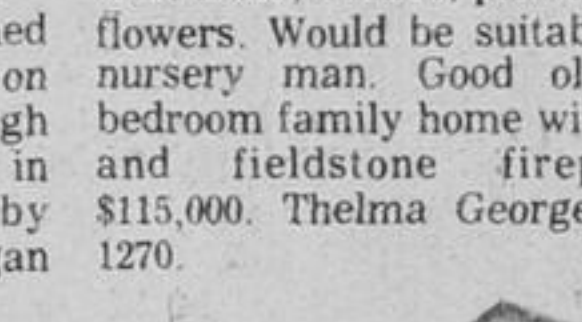 ed
on
gh
in
by
an
flowers. Would be suitab
nursery man. Good ol
bedroom family home wi
and fieldstone firep
$115,000. Thelma George
1270.